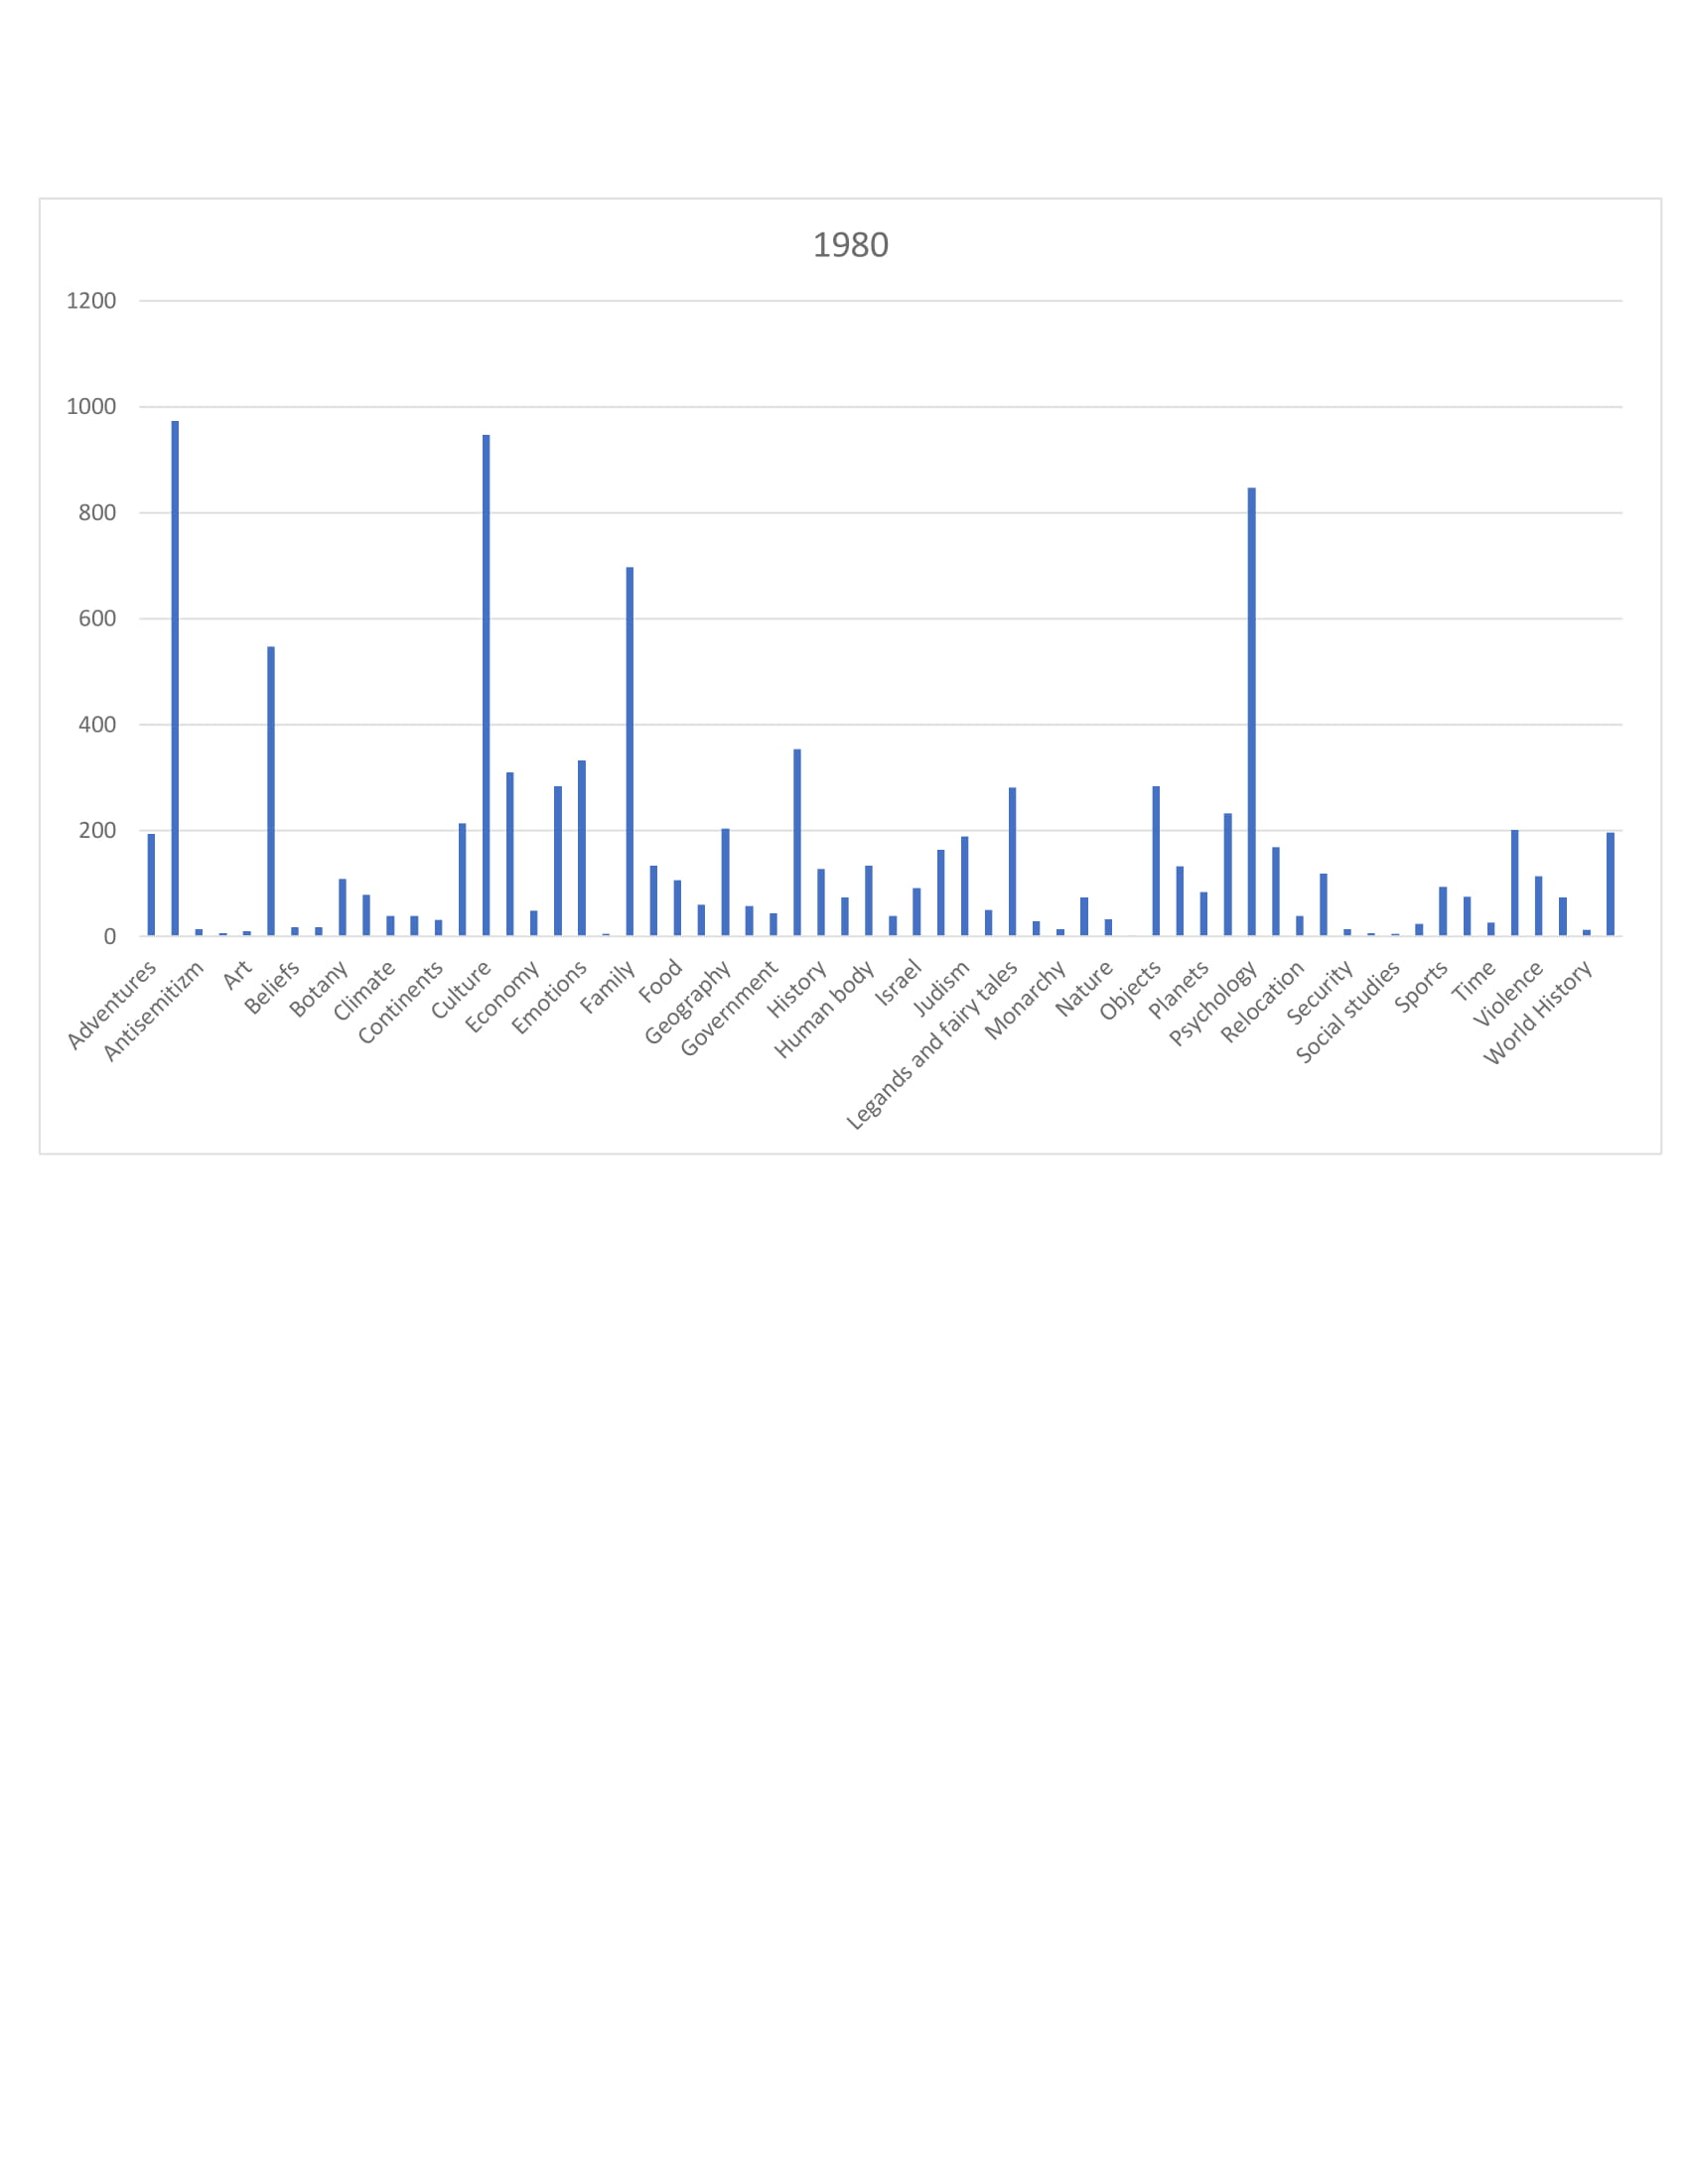 1980
1200
1000
800
600
400
200
0
Adventures
Antisemitizm
Art
Beliefs
Botany
Climate
Continents
Culture
Economy
Emotions
Family
Food
Geography
Government
History
Human body
Israel
Judism
Legands and fairy tales
Monarchy
Nature
Objects
Planets
Psychology
Relocation
Security
Social studies
Sports
Time
Violence
World History